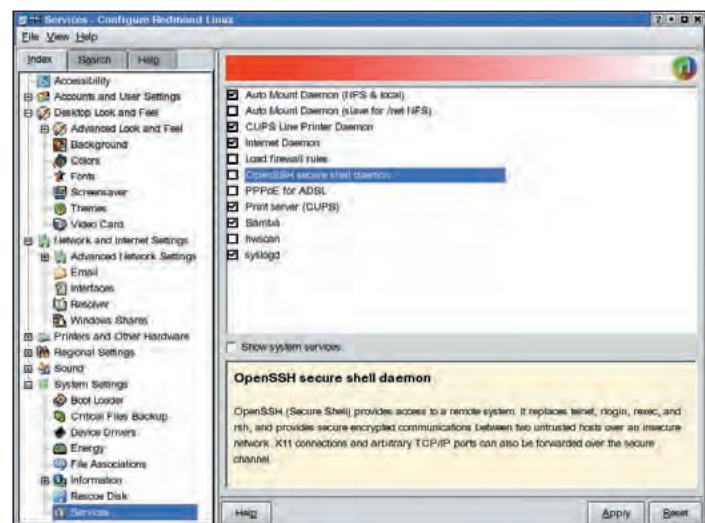 Services - Configure Redmond Linux
File View Help
Index Search Help
Accessibility
Accounts and User Settings
Desktop Look and Feel
Advanced Look and Feel
Background
Colors
Fonts
Screensaver
Themes
Video Card
Network and Internet Settings
Advanced Network Settings
Email
Interfaces
Resolver
Windows Shares
Printers and Other Hardware
Regional Settings
Sound
System Settings
Boot Loader
Critical Files Backup
Device Drivers
Energy
File Associations
Information
Rescue Disk
Services
Auto Mount Daemon (NFS & local)
Auto Mount Daemon (slave for /net NFS)
CUPS Line Printer Daemon
Internet Daemon
Load firewall rules
OpenSSH secure shell daemon
PPPoE for ADSL
Print server (CUPS)
Samba
hwscan
syslogd
Show system services
OpenSSH secure shell daemon
OpenSSH (Secure Shell) provides access to a remote system. It replaces telnet, rlogin, rexec, and
rsh, and provides secure encrypted communications between two untrusted hosts over an insecure
network. X11 connections and arbitrary TCP/IP ports can also be forwarded over the secure
channel.
Help Apply Reset